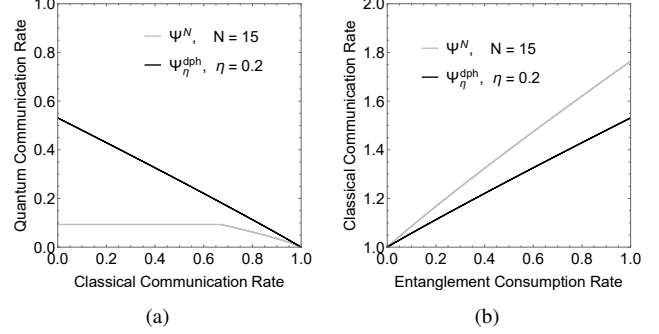 1.0
0.8
0.6
0.4
0.2
0.0
Quantum Communication Rate
Ψ^N, N = 15
Ψ_η^dph, η = 0.2
0.0 0.2 0.4 0.6 0.8 1.0
Classical Communication Rate
(a)
2.0
1.8
1.6
1.4
1.2
1.0
Classical Communication Rate
Ψ^N, N = 15
Ψ_η^dph, η = 0.2
0.0 0.2 0.4 0.6 0.8 1.0
Entanglement Consumption Rate
(b)